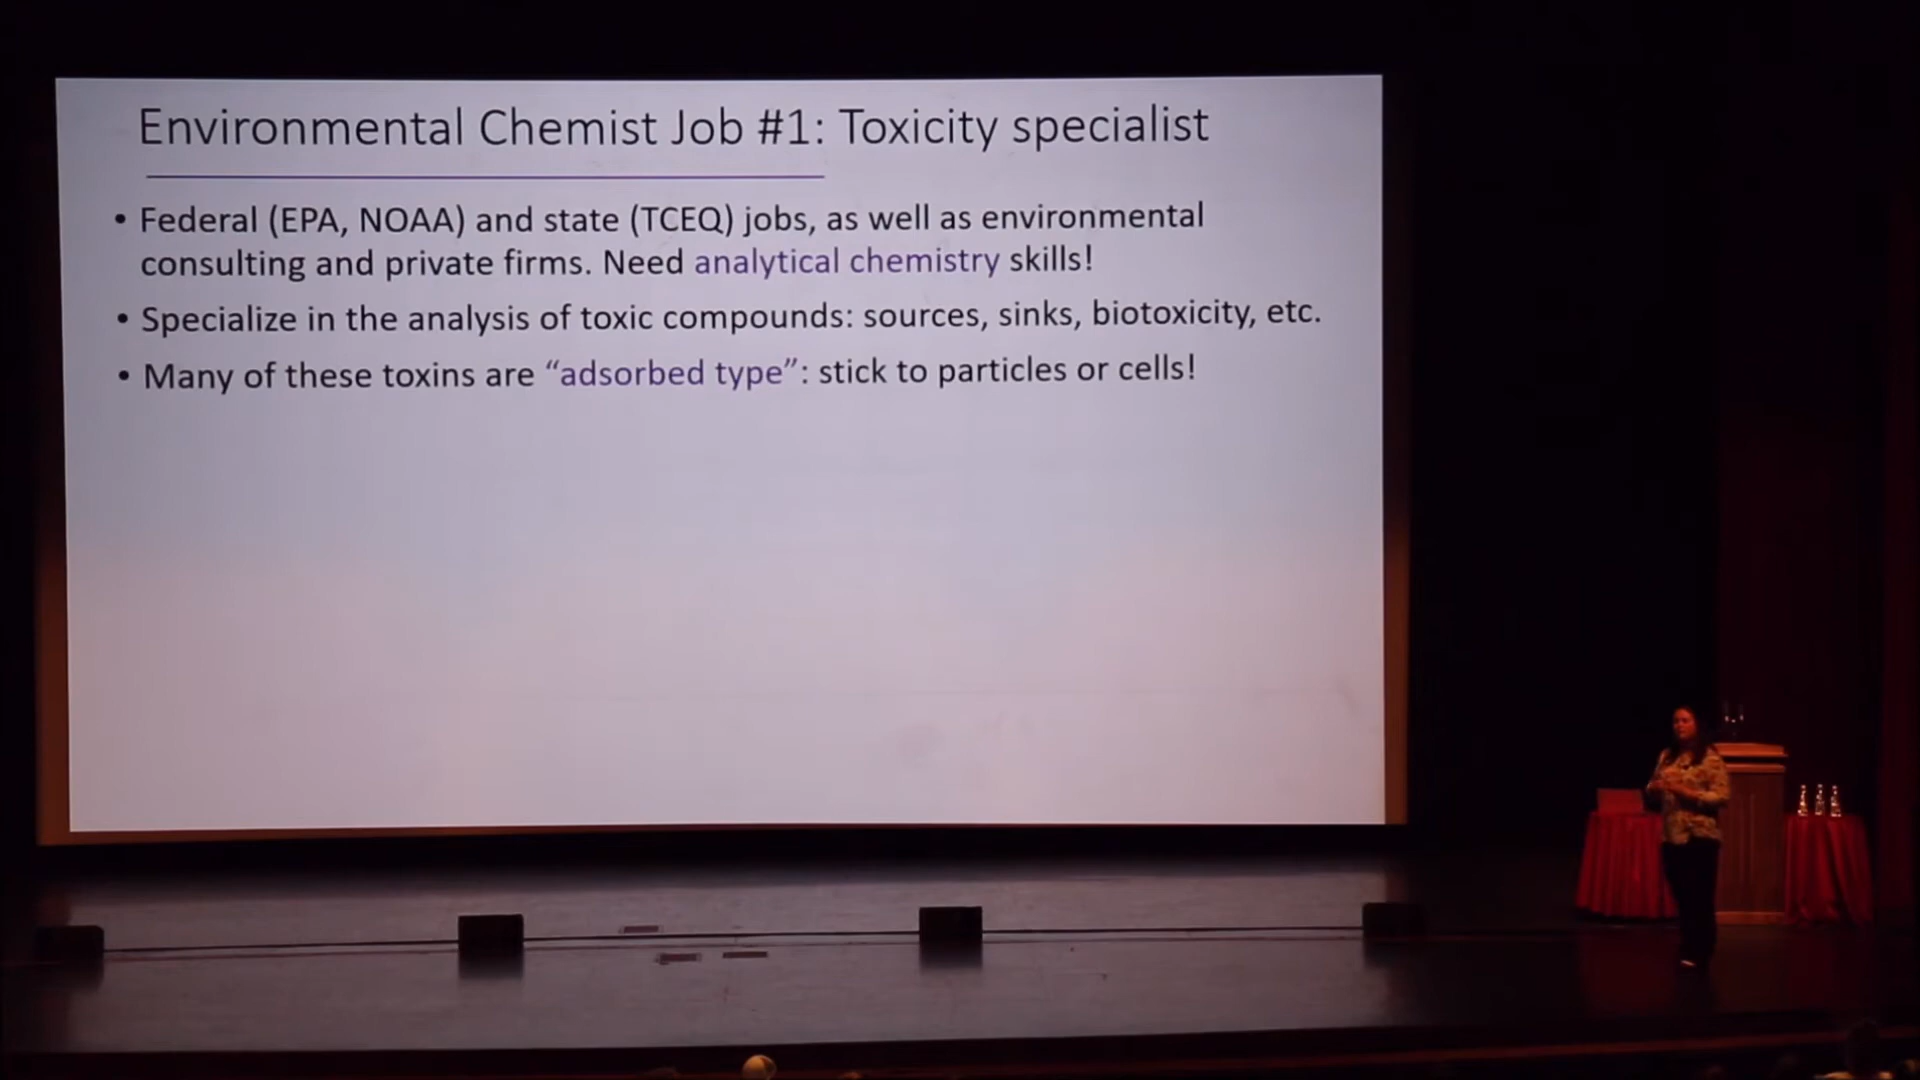 Environmental Chemist Job #1: Toxicity specialist
• Federal (EPA, NOAA) and state (TCEQ) jobs, as well as environmental
consulting and private firms. Need analytical chemistry skills!
• Specialize in the analysis of toxic compounds: sources, sinks, biotoxicity, etc.
• Many of these toxins are “adsorbed type”: stick to particles or cells!